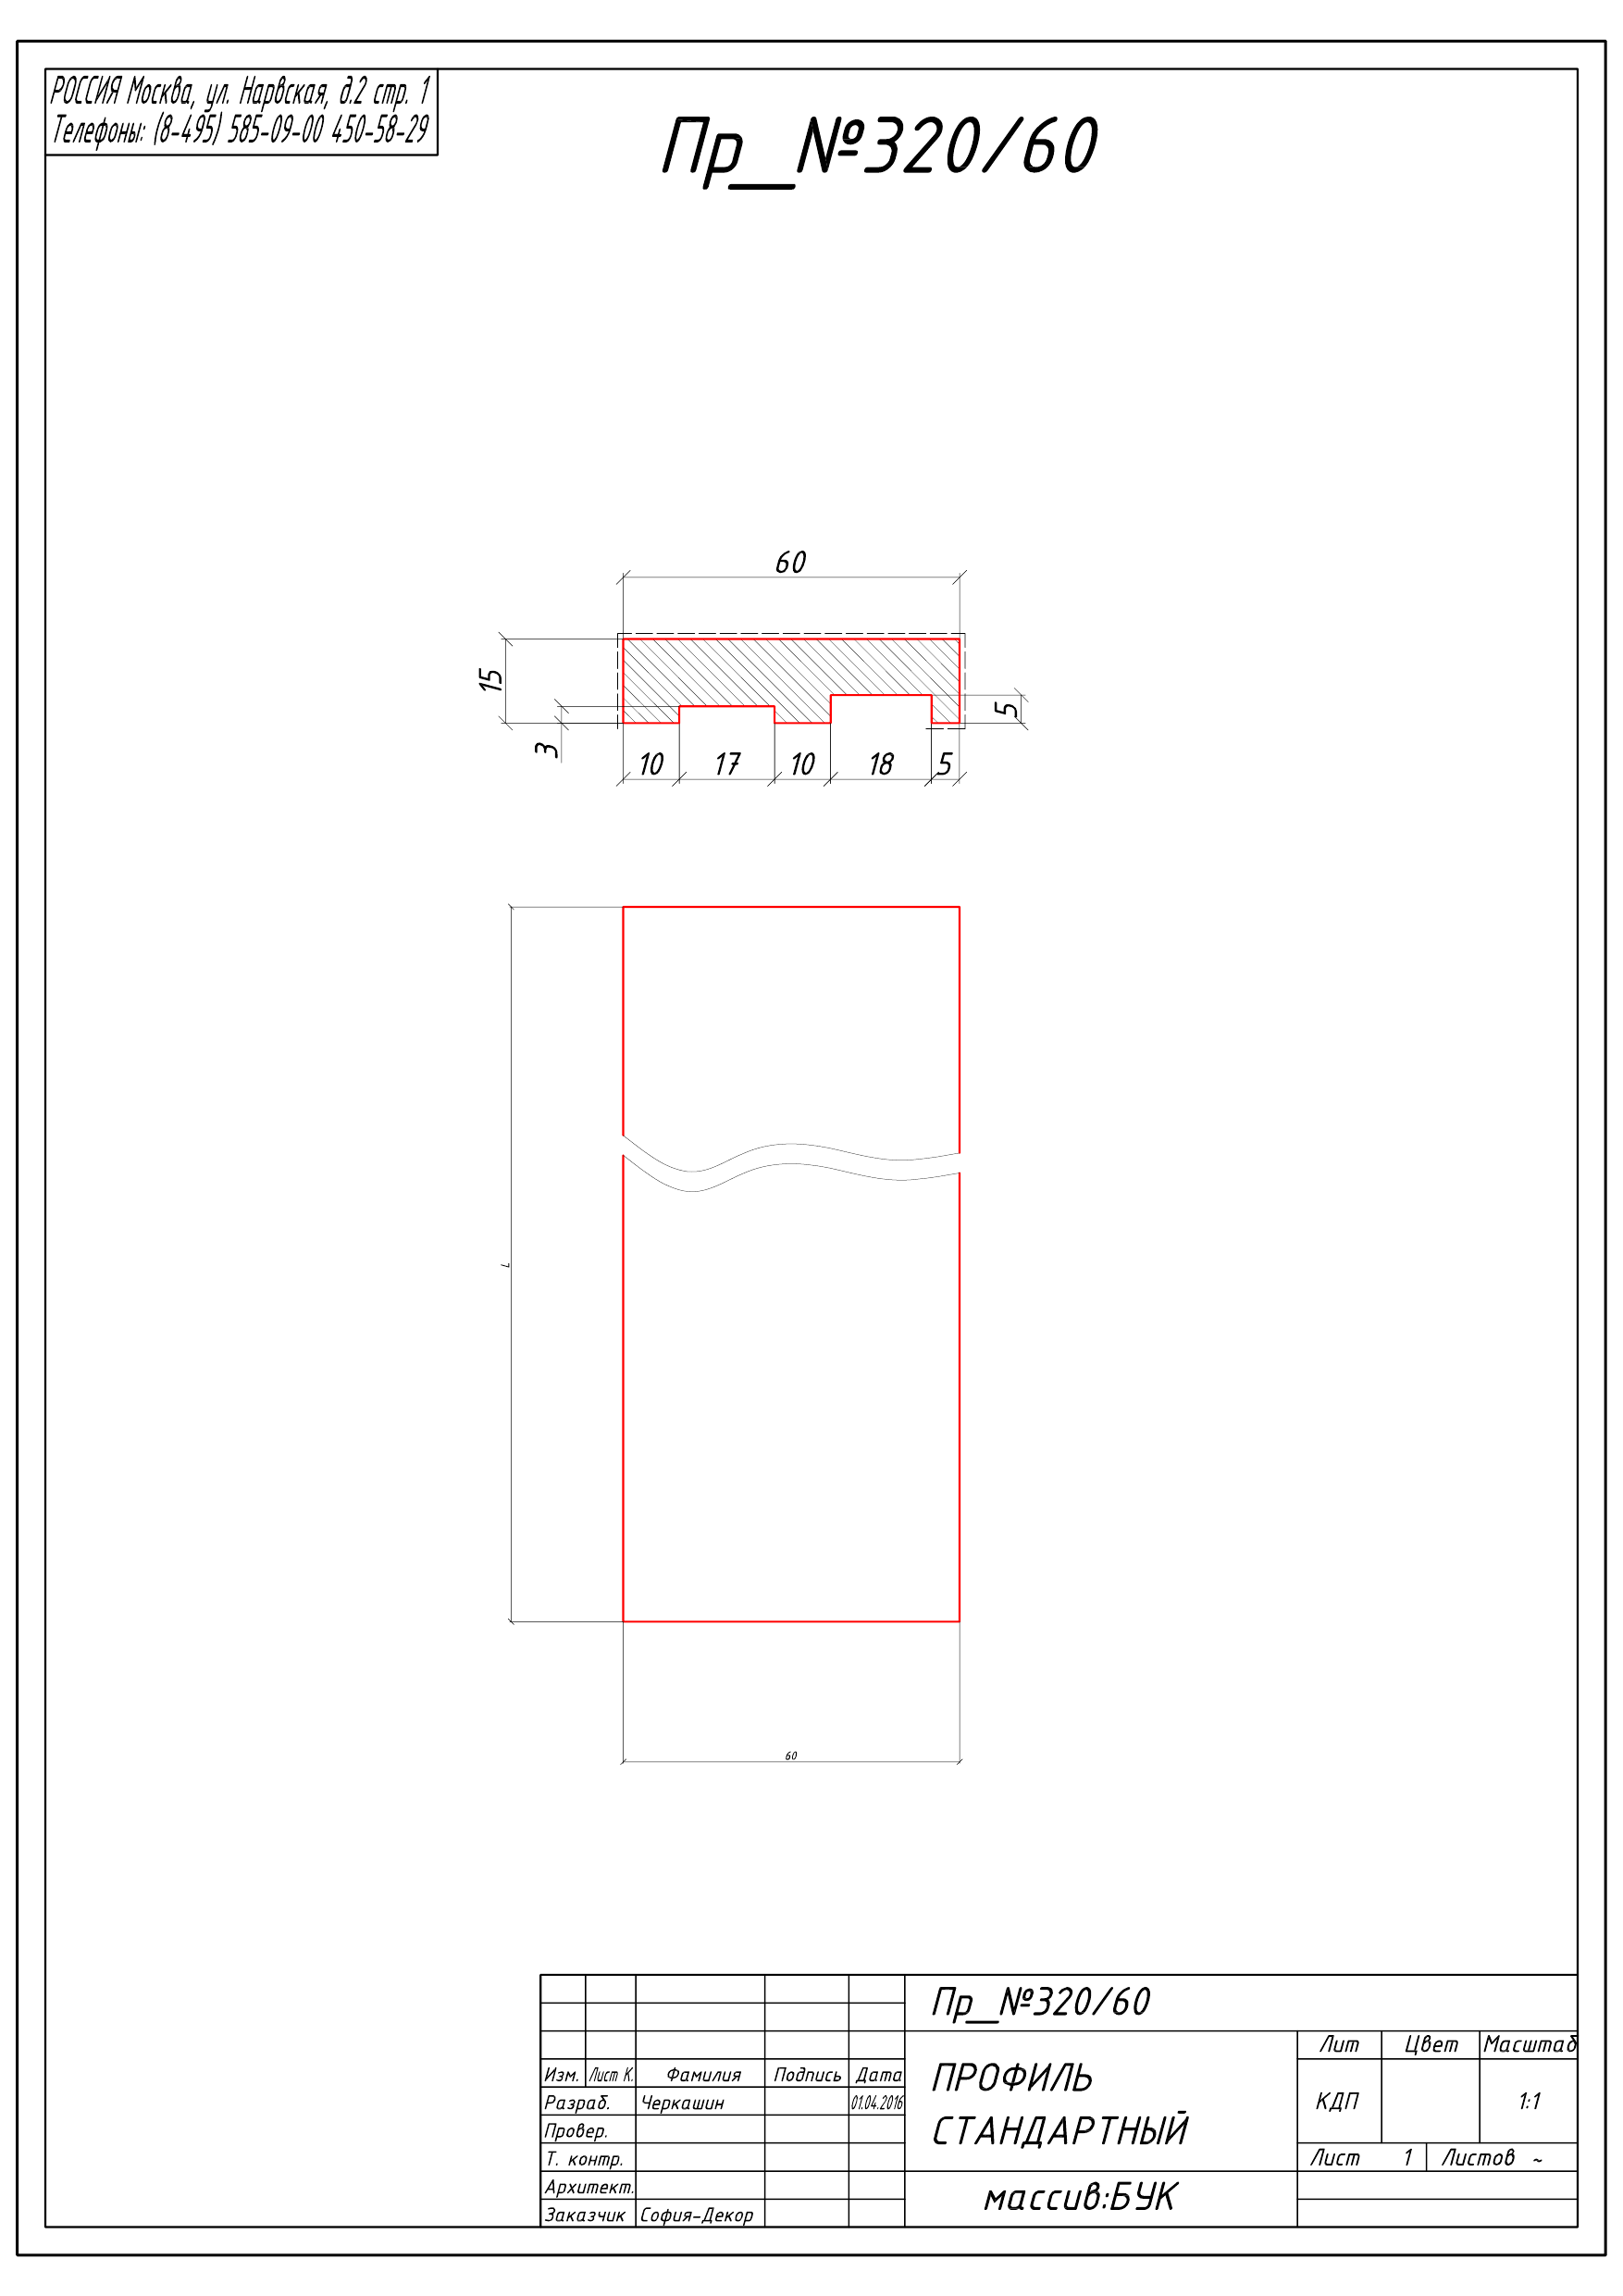 РОССИЯ Москва, ул. Нарвская, д.2 стр. 1
Телефоны: (8-495) 585-09-00 450-58-29
Пр__№320/60
60
15
5
3
10 17 10 18 5
L
60
Пр__№320/60
Лит Цвет Масштаб
Изм. Лист К. Фамилия Подпись Дата
ПРОФИЛЬ
СТАНДАРТНЫЙ
Разраб. Черкашин 01.04.2016
КДП 1:1
Провер.
Т. контр.
Лист 1 Листов ~
Архитект.
массив:БУК
Заказчик София-Декор